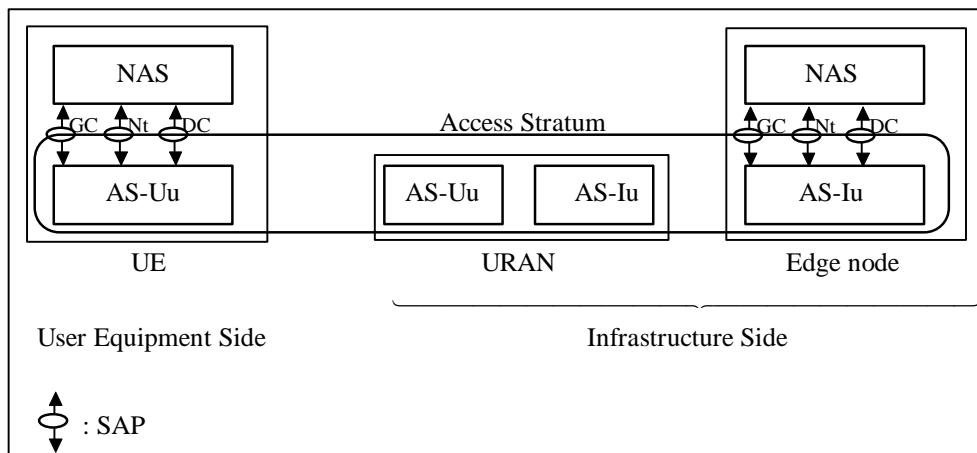 NAS NAS
GC Nt DC GC Nt DC
Access Stratum
AS-Uu AS-Uu AS-Iu AS-Iu
UE URAN Edge node
User Equipment Side Infrastructure Side
: SAP